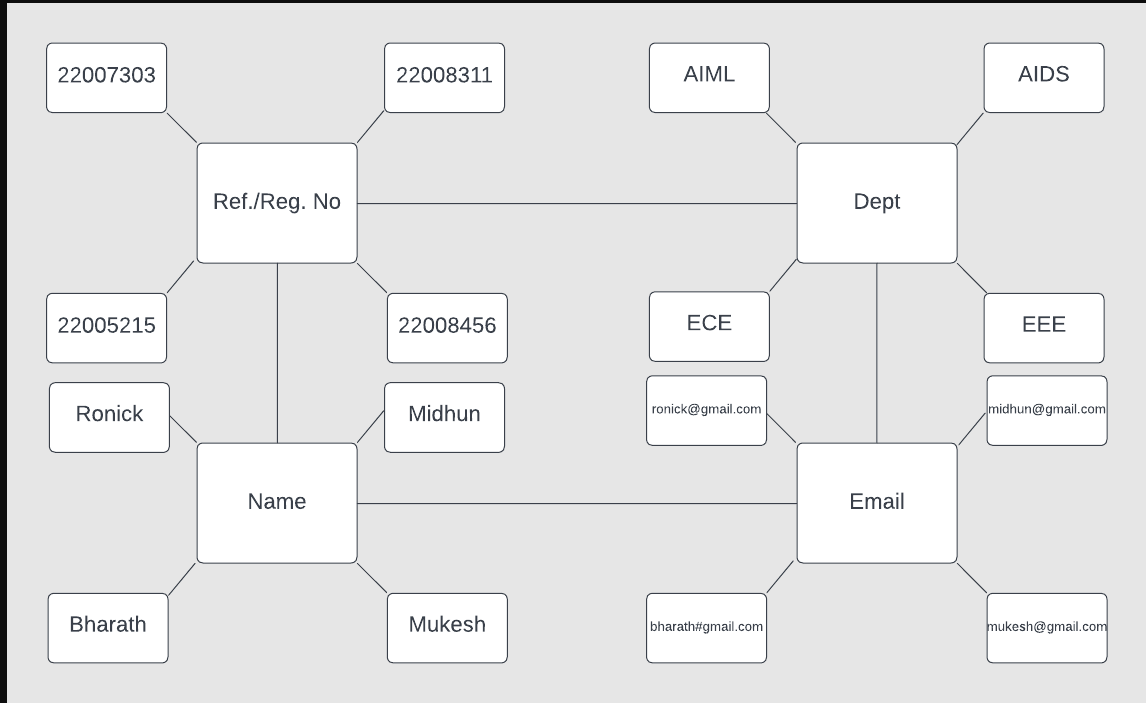 22007303
22008311
AIML
AIDS
Ref./Reg. No
Dept
22005215
22008456
ECE
EEE
Ronick
Midhun
ronick@gmail.com
midhun@gmail.com
Name
Email
Bharath
Mukesh
bharath#gmail.com
mukesh@gmail.com